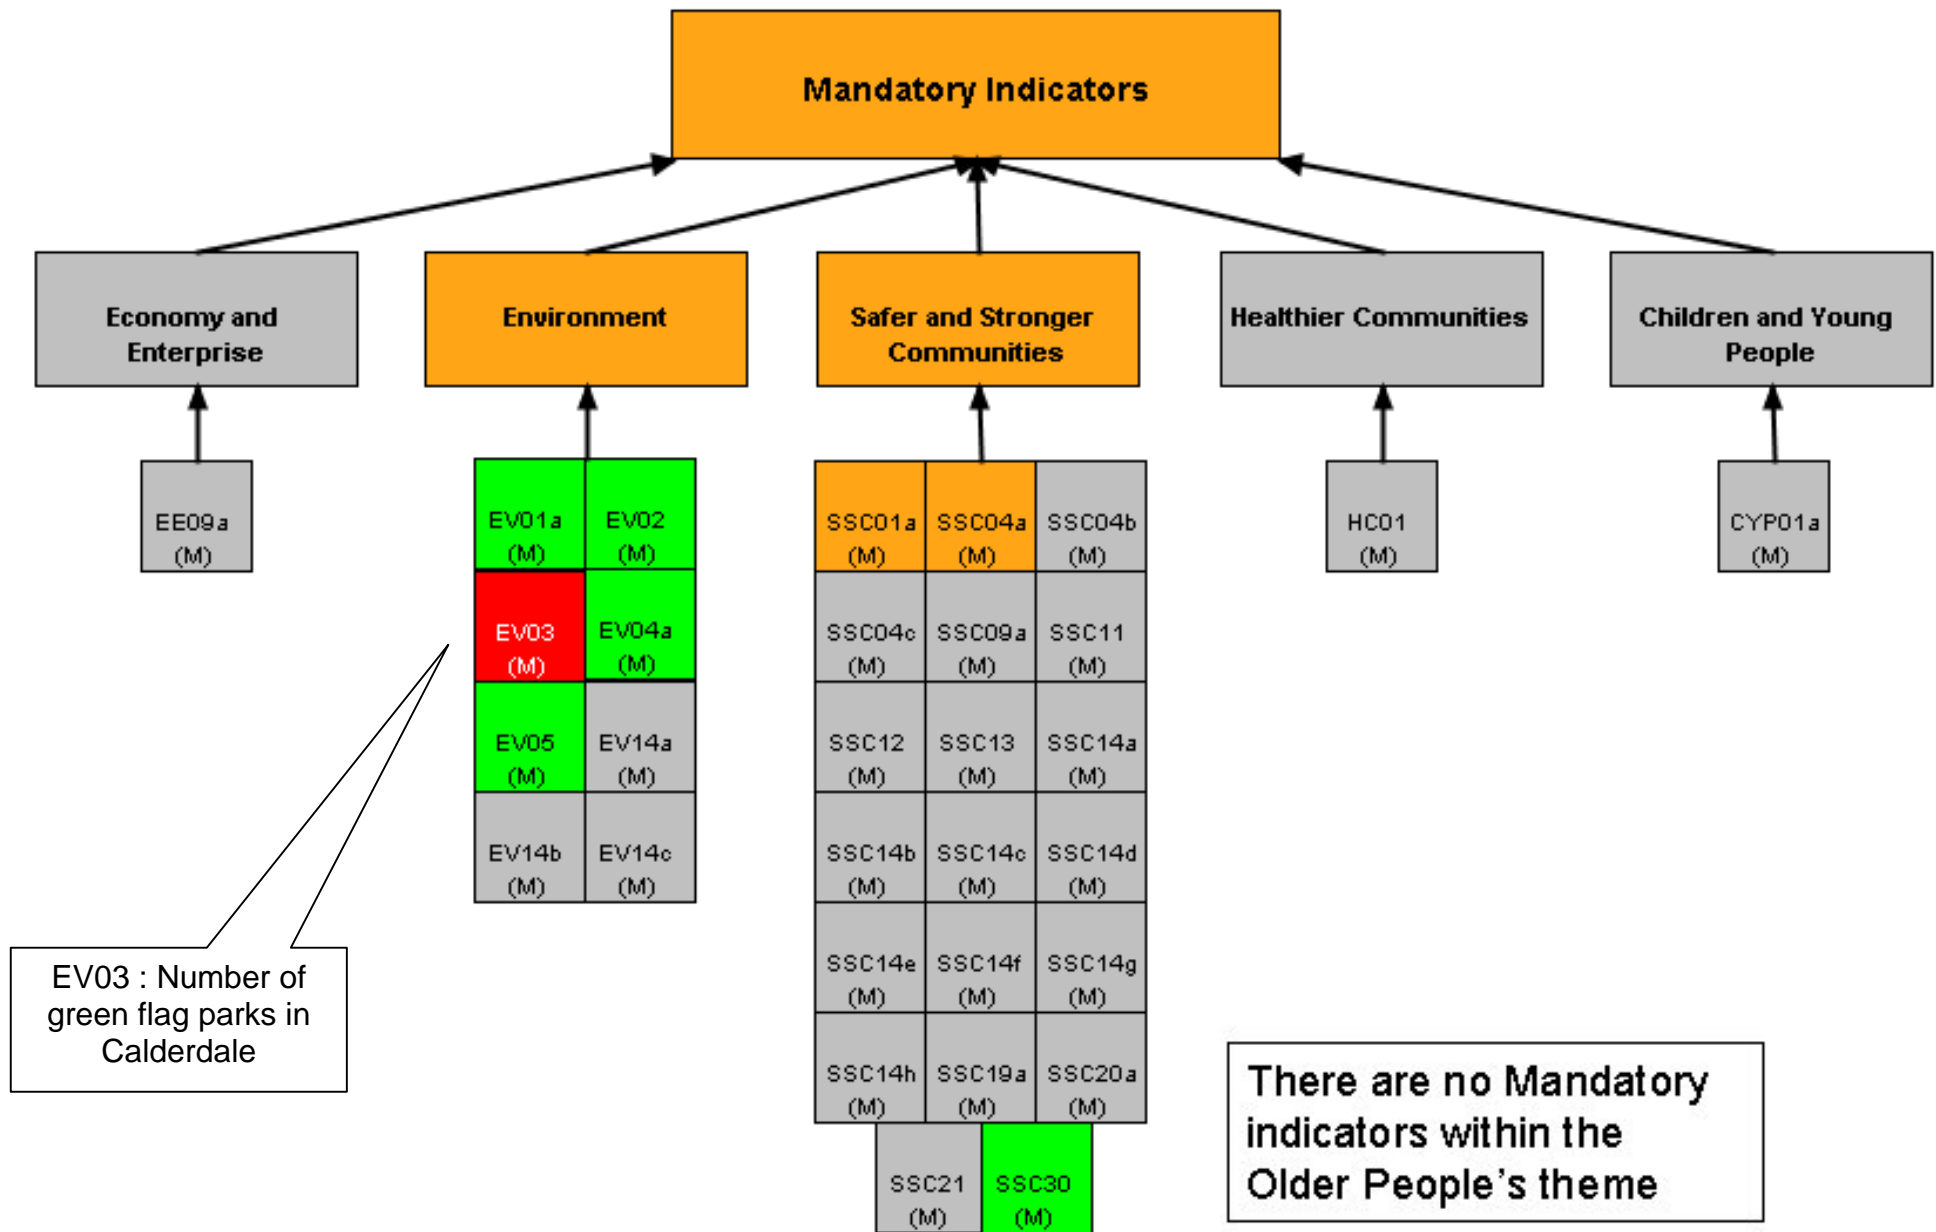 Mandatory Indicators
Economy and
Enterprise
Environment
Safer and Stronger
Communities
Healthier Communities
Children and Young
People
EE09a
(M)
EV01a
(M)
EV02
(M)
EV03
(M)
EV04a
(M)
EV05
(M)
EV14a
(M)
EV14b
(M)
EV14c
(M)
SSC01a
(M)
SSC04a
(M)
SSC04b
(M)
SSC04c
(M)
SSC09a
(M)
SSC11
(M)
SSC12
(M)
SSC13
(M)
SSC14a
(M)
SSC14b
(M)
SSC14c
(M)
SSC14d
(M)
SSC14e
(M)
SSC14f
(M)
SSC14g
(M)
SSC14h
(M)
SSC19a
(M)
SSC20a
(M)
SSC21
(M)
SSC30
(M)
HC01
(M)
CYP01a
(M)
EV03 : Number of
green flag parks in
Calderdale
There are no Mandatory
indicators within the
Older People's theme